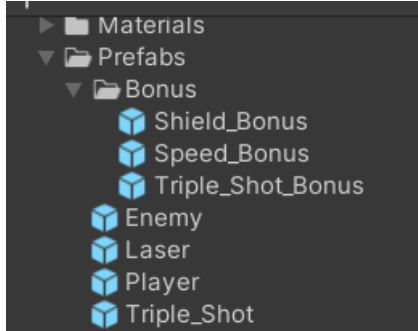 Materials
Prefabs
Bonus
Shield_Bonus
Speed_Bonus
Triple_Shot_Bonus
Enemy
Laser
Player
Triple_Shot